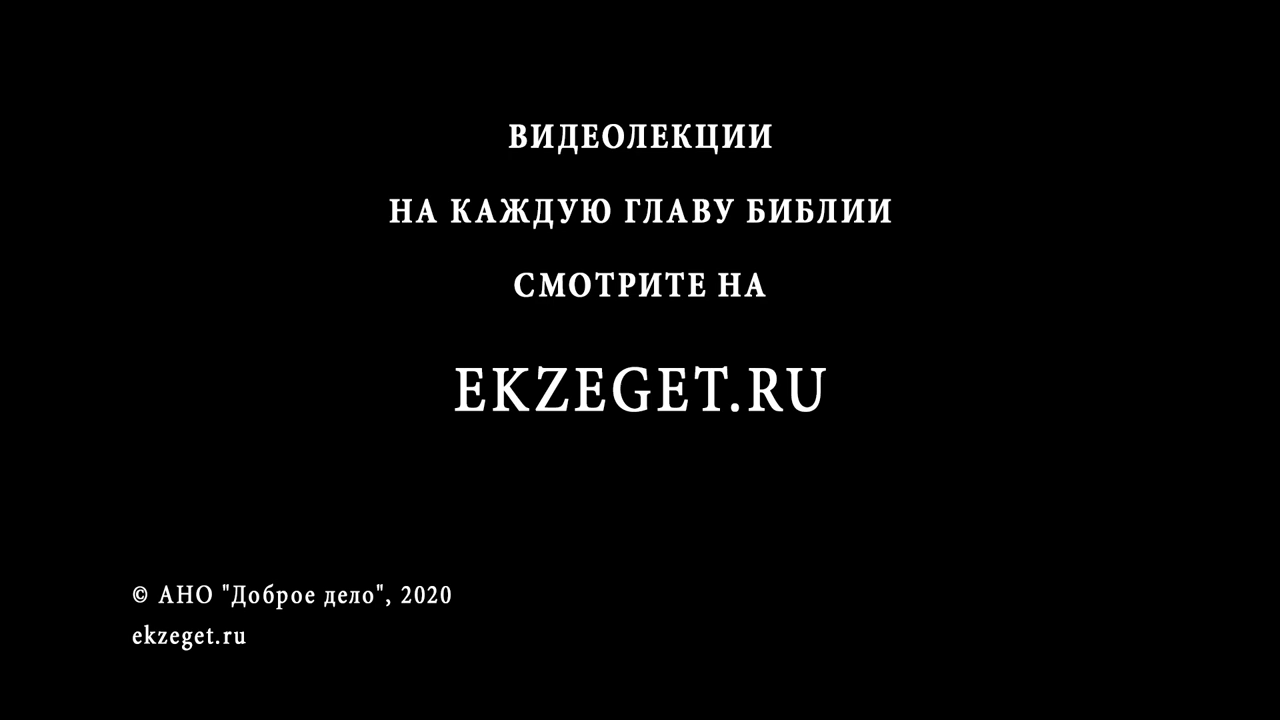 ВИДЕОЛЕКЦИИ
НА КАЖДУЮ ГЛАВУ БИБЛИИ
СМОТРИТЕ НА
EKZEGET.RU
© АНО "Доброе дело", 2020
ekzeget.ru